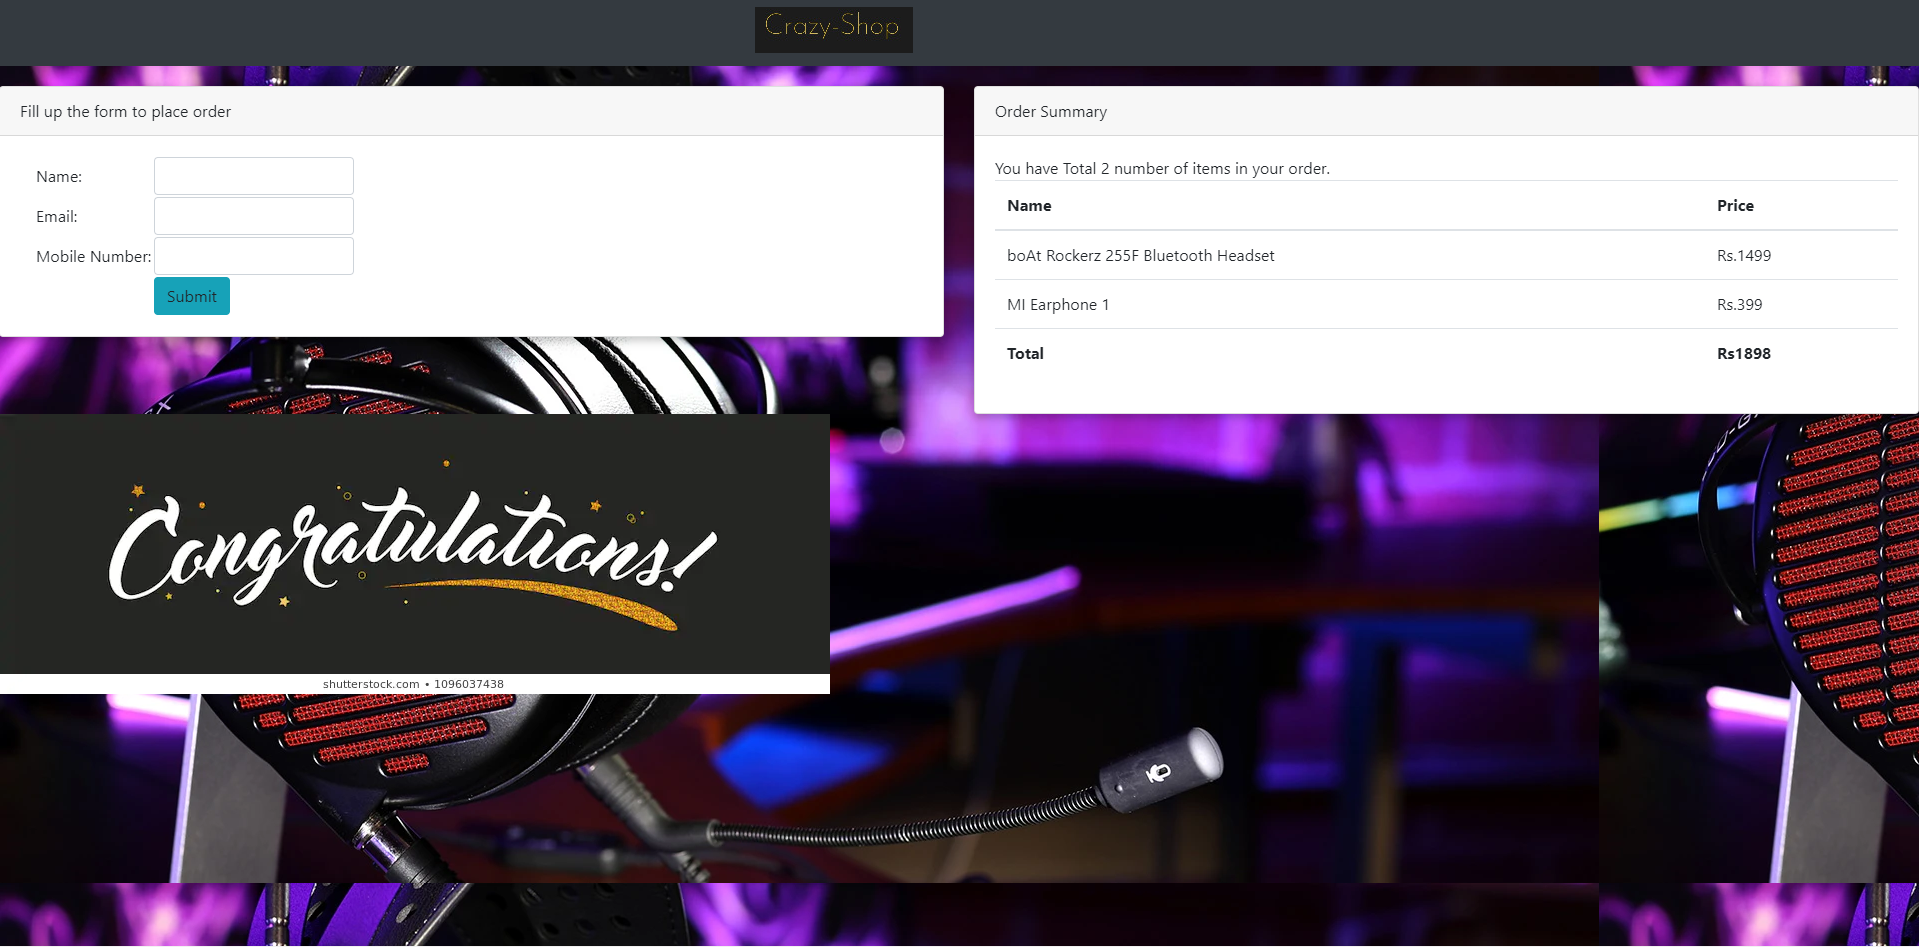 Crazy-Shop
Fill up the form to place order
Name:
Email:
Mobile Number:
Submit
Order Summary
You have Total 2 number of items in your order.
Name Price
boAt Rockerz 255F Bluetooth Headset Rs.1499
MI Earphone 1 Rs.399
Total Rs1898
Congratulations!
shutterstock.com • 1096037438